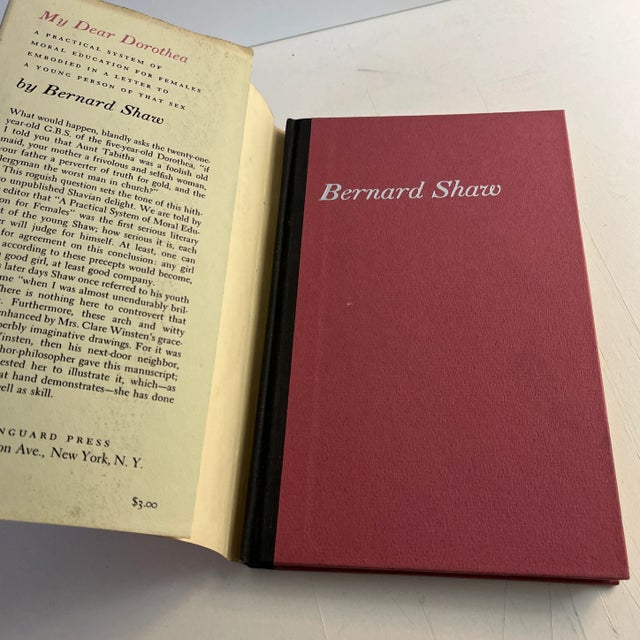 My Dear Dorothea
A PRACTICAL SYSTEM OF
MORAL EDUCATION FOR FEMALES
EMBODIED IN A LETTER TO
A YOUNG PERSON OF THAT SEX
by Bernard Shaw
What would happen, blandly asks the twenty-one-
year-old G.B.S. of the five-year-old Dorothea, "if
I told you that Aunt Tabitha was a foolish old
maid, your mother a frivolous and selfish woman,
your father a perverter of truth for gold, and the
clergyman the worst man in church?"
This roguish question sets the tone of this hith-
unpublished Shavian delight. We are told by
editor that "A Practical System of Moral Edu-
for Females" was the first serious literary
of the young Shaw; how serious it is, each
will judge for himself. At least, one can
for agreement on this conclusion: any girl
according to these precepts would become,
good girl, at least good company.
later days Shaw once referred to his youth
"when I was almost unendurably bril-
There is nothing here to controvert that
Furthermore, these arch and witty
enhanced by Mrs. Clare Winsten's grace-
imaginative drawings. For it was
Winsten, then his next-door neighbor,
gave this manuscript;
her to illustrate it, which—as
hand demonstrates—she has done
well as skill.
PRESS
Ave., New York, N. Y.
$3.00
Bernard Shaw